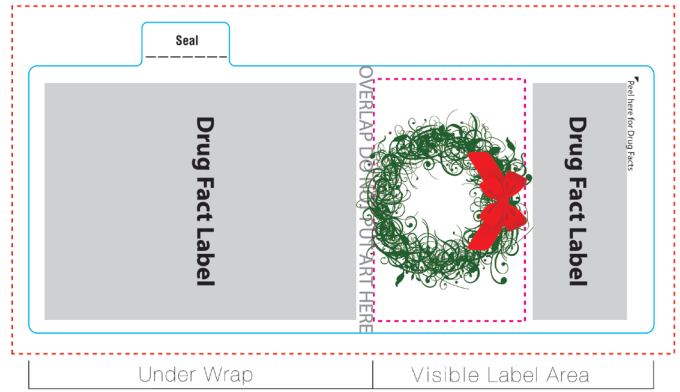 Seal
Drug Fact Label
OVERLAP DO NOT PUT ART HERE
Drug Fact Label
Peel here for Drug Facts
Under Wrap
Visible Label Area